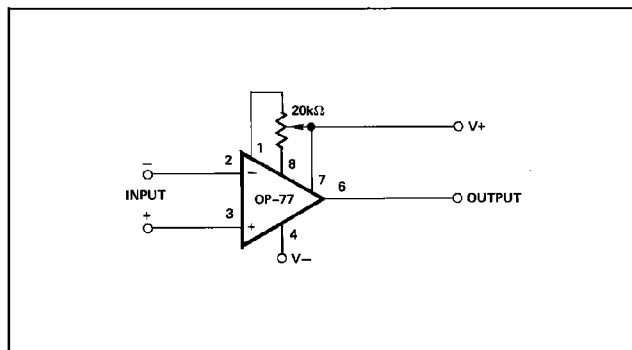 20kΩ
V+
1
8
2
−
−
7
6
INPUT
OP-77
OUTPUT
+
3
+
4
V−